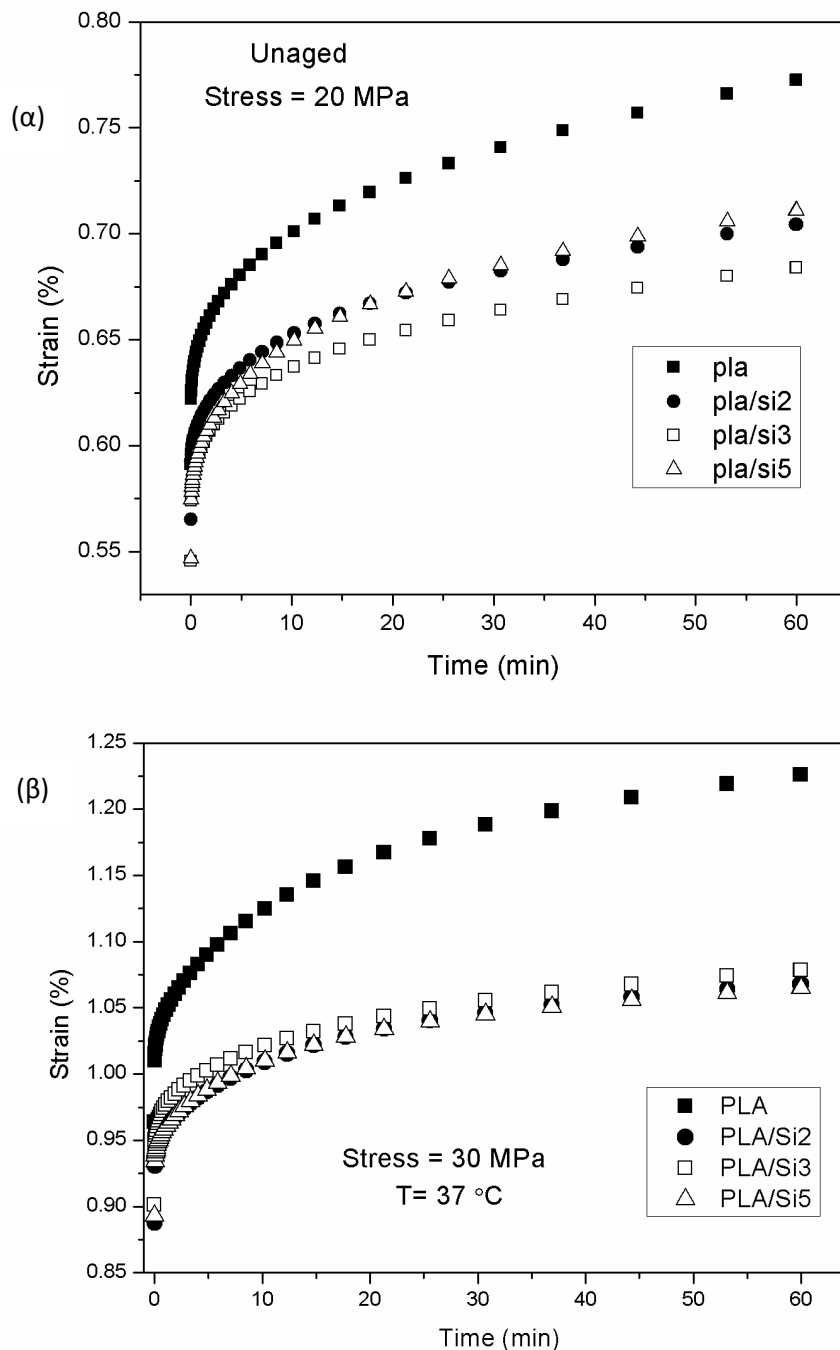 (α)
Unaged
Stress = 20 MPa
0.80
0.75
0.70
0.65
0.60
0.55
Strain (%)
pla
pla/si2
pla/si3
pla/si5
0 10 20 30 40 50 60
Time (min)
(β)
1.25
1.20
1.15
1.10
1.05
1.00
0.95
0.90
0.85
Strain (%)
Stress = 30 MPa
T= 37 °C
PLA
PLA/Si2
PLA/Si3
PLA/Si5
0 10 20 30 40 50 60
Time (min)